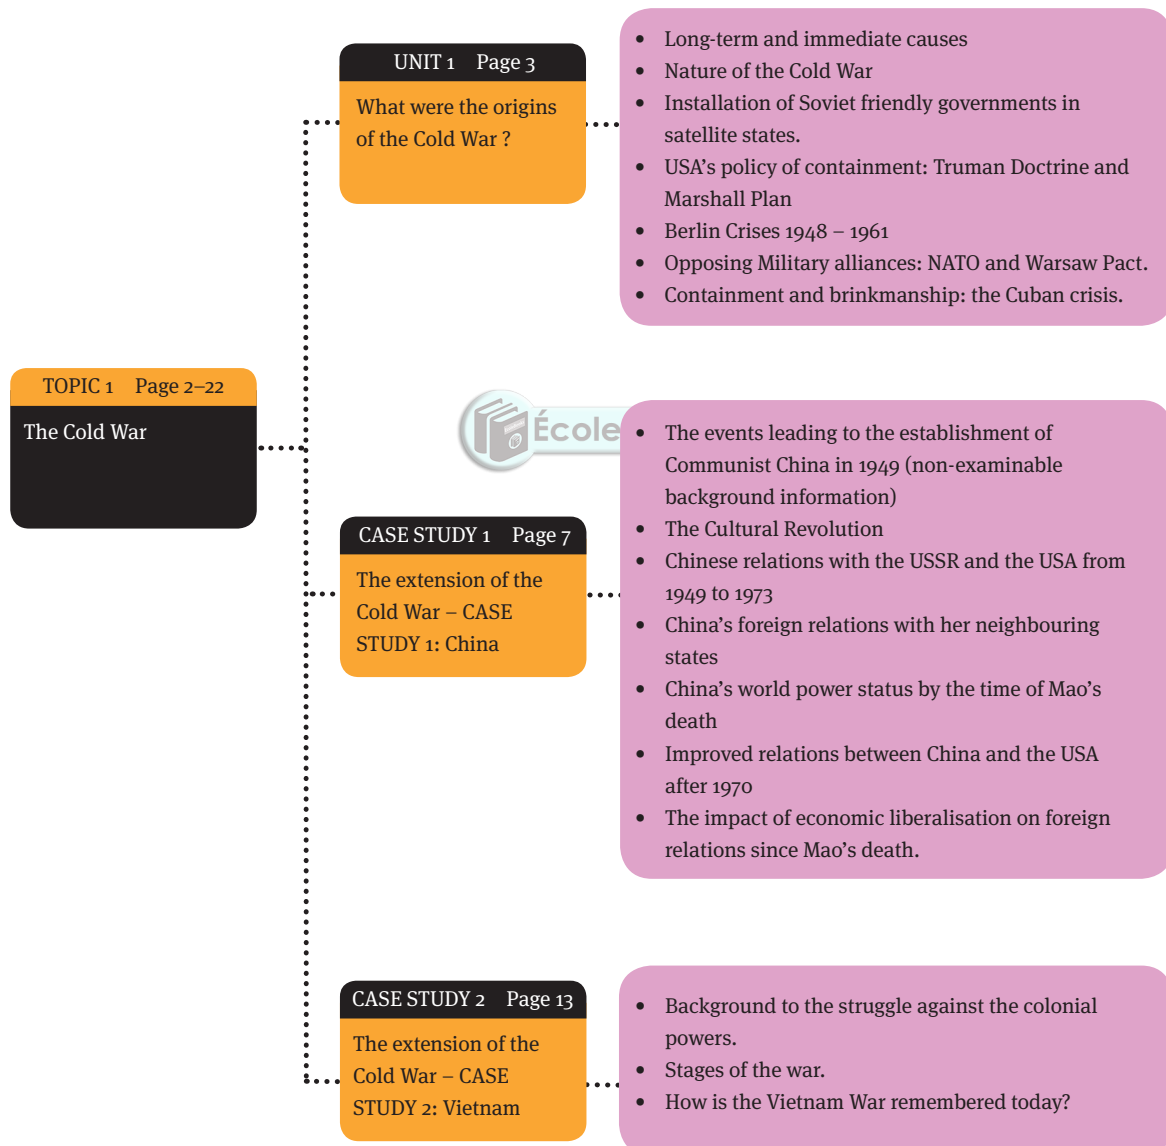 UNIT 1 Page 3
What were the origins
of the Cold War ?
• Long-term and immediate causes
• Nature of the Cold War
• Installation of Soviet friendly governments in
satellite states.
• USA’s policy of containment: Truman Doctrine and
Marshall Plan
• Berlin Crises 1948 – 1961
• Opposing Military alliances: NATO and Warsaw Pact.
• Containment and brinkmanship: the Cuban crisis.
TOPIC 1 Page 2–22
The Cold War
École
CASE STUDY 1 Page 7
The extension of the
Cold War – CASE
STUDY 1: China
• The events leading to the establishment of
Communist China in 1949 (non-examinable
background information)
• The Cultural Revolution
• Chinese relations with the USSR and the USA from
1949 to 1973
• China’s foreign relations with her neighbouring
states
• China’s world power status by the time of Mao’s
death
• Improved relations between China and the USA
after 1970
• The impact of economic liberalisation on foreign
relations since Mao’s death.
CASE STUDY 2 Page 13
The extension of the
Cold War – CASE
STUDY 2: Vietnam
• Background to the struggle against the colonial
powers.
• Stages of the war.
• How is the Vietnam War remembered today?